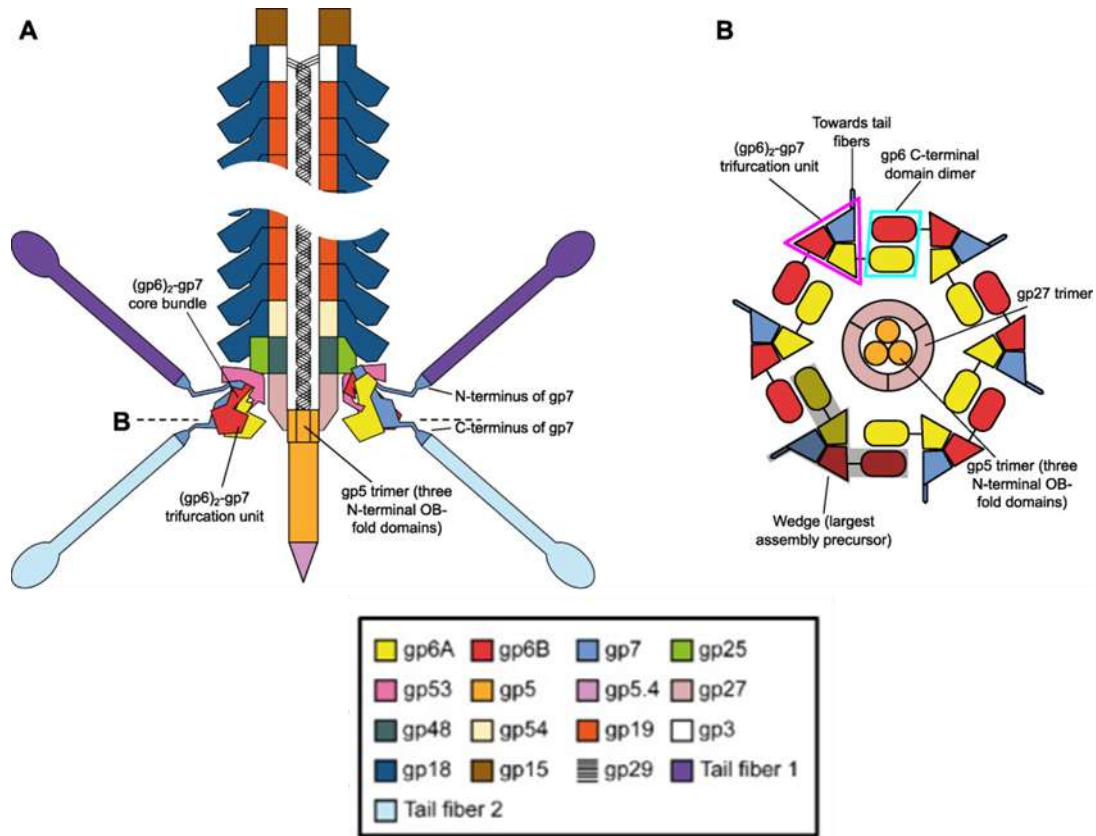 A
(gp6)2-gp7
core bundle
B
N-terminus of gp7
C-terminus of gp7
(gp6)2-gp7
trifurcation unit
gp5 trimer (three
N-terminal OB-
fold domains)
B
Towards tail
fibers
(gp6)2-gp7
trifurcation unit
gp6 C-terminal
domain dimer
gp27 trimer
gp5 trimer (three
N-terminal OB-
fold domains)
Wedge (largest
assembly precursor)
gp6A gp6B gp7 gp25
gp53 gp5 gp5.4 gp27
gp48 gp54 gp19 gp3
gp18 gp15 gp29 Tail fiber 1
Tail fiber 2